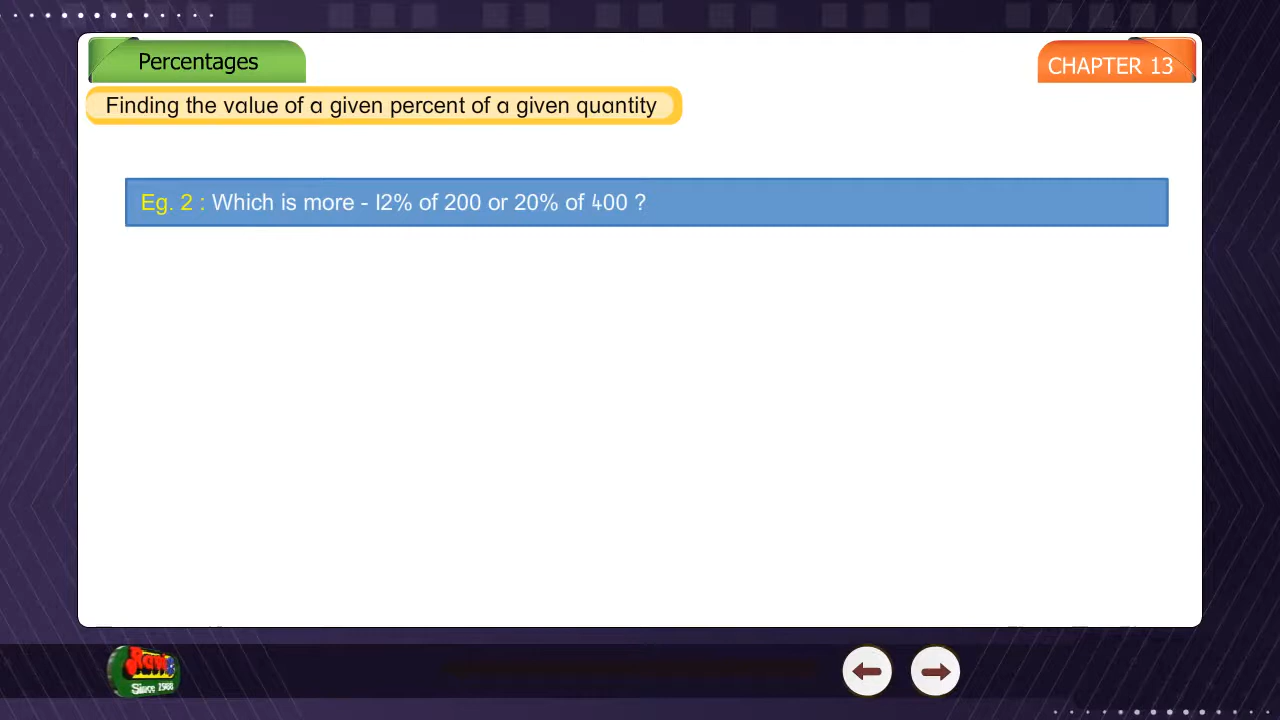 Percentages
CHAPTER 13
Finding the value of a given percent of a given quantity
Eg. 2 : Which is more - 12% of 200 or 20% of 400 ?
Since 1988